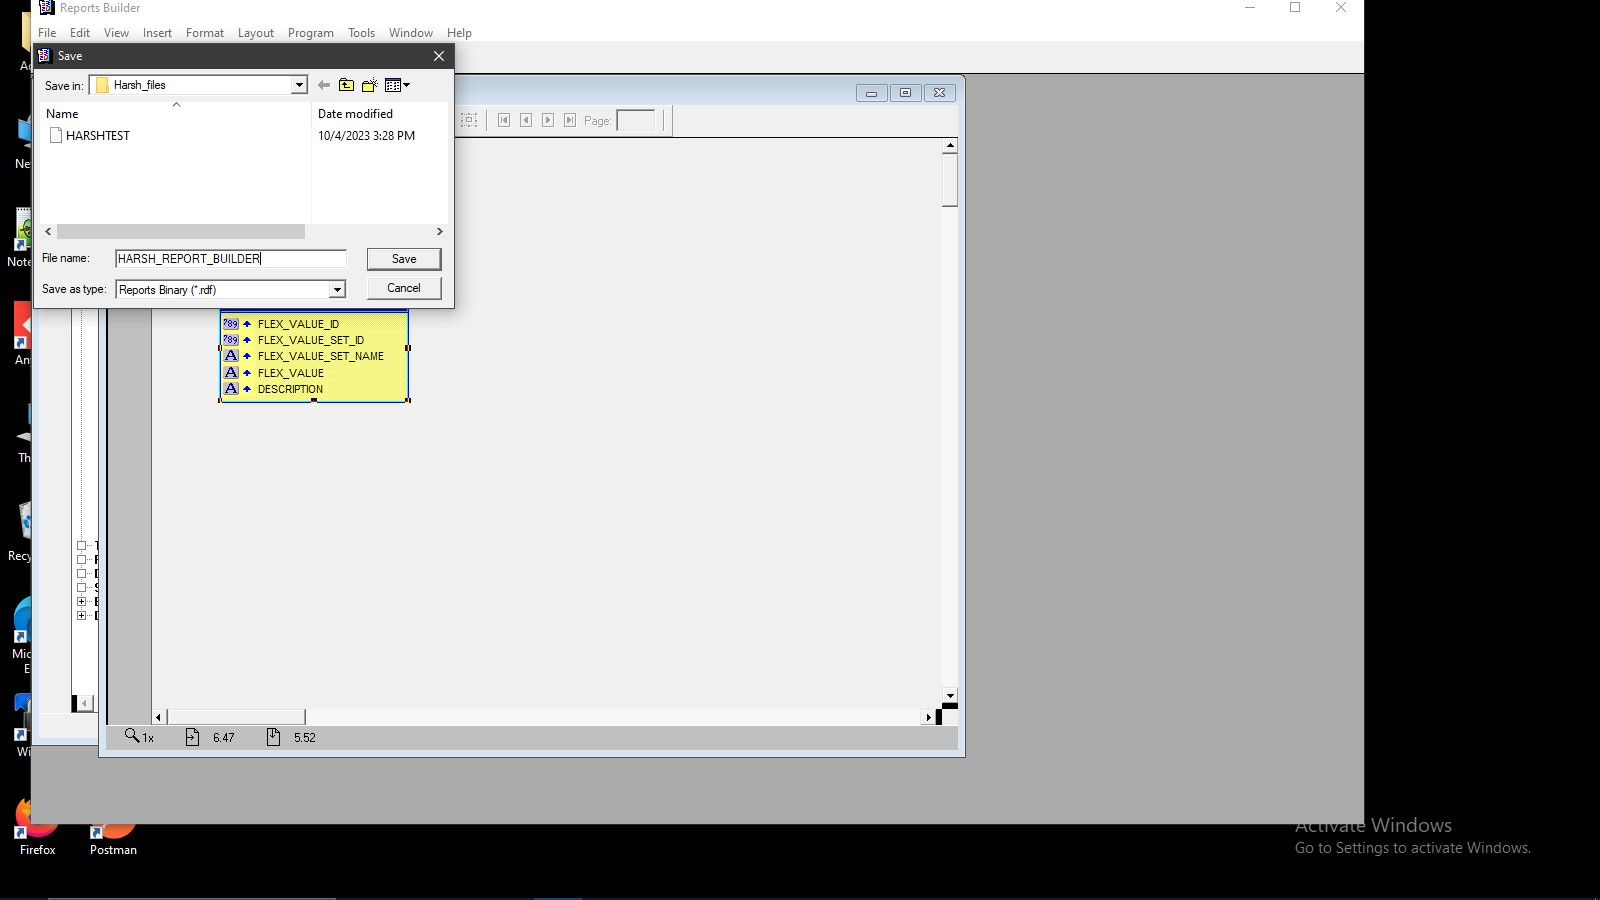 Reports Builder
File Edit View Insert Format Layout Program Tools Window Help
Save
Save in: Harsh_files
Name Date modified
HARSHTEST 10/4/2023 3:28 PM
File name: HARSH_REPORT_BUILDER Save
Save as type: Reports Binary (*.rdf) Cancel
Page:
789 FLEX_VALUE_ID
789 FLEX_VALUE_SET_ID
A FLEX_VALUE_SET_NAME
A FLEX_VALUE
A DESCRIPTION
1x 6.47 5.52
Ne
Note
An
Th
Recy
Mic
E
Wi
Firefox
Postman
Activate Windows
Go to Settings to activate Windows.